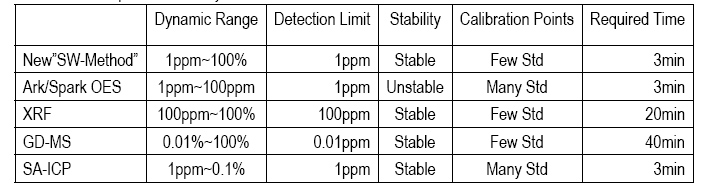 Dynamic Range Detection Limit Stability Calibration Points Required Time
New"SW-Method" 1ppm~100% 1ppm Stable Few Std 3min
Ark/Spark OES 1ppm~100ppm 1ppm Unstable Many Std 3min
XRF 100ppm~100% 100ppm Stable Few Std 20min
GD-MS 0.01%~100% 0.01ppm Stable Few Std 40min
SA-ICP 1ppm~0.1% 1ppm Stable Many Std 3min